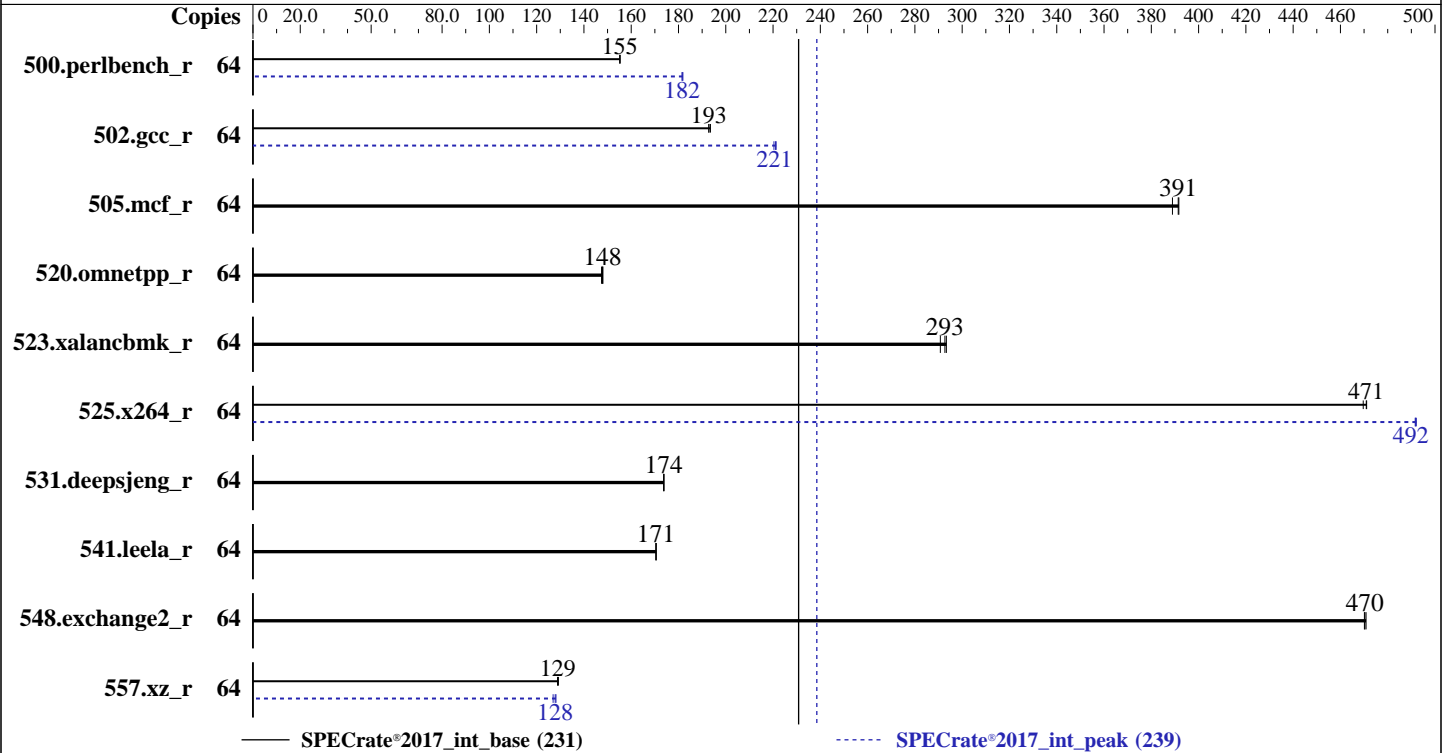 Copies 0 20.0 50.0 80.0 100 120 140 160 180 200 220 240 260 280 300 320 340 360 380 400 420 440 460 500
155
500.perlbench_r 64
182
193
502.gcc_r 64
221
391
505.mcf_r 64
148
520.omnetpp_r 64
293
523.xalancbmk_r 64
471
525.x264_r 64
492
174
531.deepsjeng_r 64
171
541.leela_r 64
470
548.exchange2_r 64
129
557.xz_r 64
128
SPECrate®2017_int_base (231) SPECrate®2017_int_peak (239)